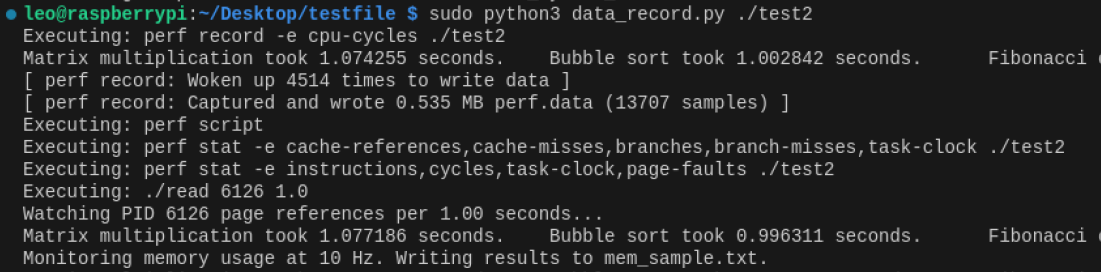 leo@raspberrypi:~/Desktop/testfile $ sudo python3 data_record.py ./test2
Executing: perf record -e cpu-cycles ./test2
Matrix multiplication took 1.074255 seconds.    Bubble sort took 1.002842 seconds.      Fibonacci
[ perf record: Woken up 4514 times to write data ]
[ perf record: Captured and wrote 0.535 MB perf.data (13707 samples) ]
Executing: perf script
Executing: perf stat -e cache-references,cache-misses,branches,branch-misses,task-clock ./test2
Executing: perf stat -e instructions,cycles,task-clock,page-faults ./test2
Executing: ./read 6126 1.0
Watching PID 6126 page references per 1.00 seconds...
Matrix multiplication took 1.077186 seconds.    Bubble sort took 0.996311 seconds.      Fibonacci
Monitoring memory usage at 10 Hz. Writing results to mem_sample.txt.